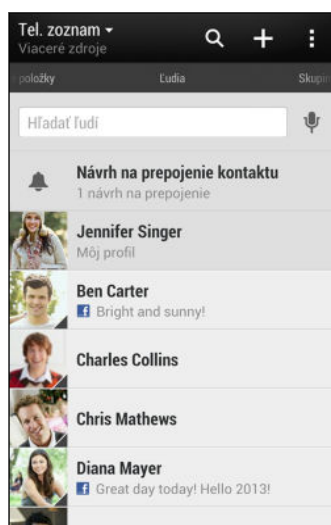 Tel. zoznam
Viaceré zdroje
položky Ľudia Skupin
Hľadať ľudí
Návrh na prepojenie kontaktu
1 návrh na prepojenie
Jennifer Singer
Môj profil
Ben Carter
Bright and sunny!
Charles Collins
Chris Mathews
Diana Mayer
Great day today! Hello 2013!